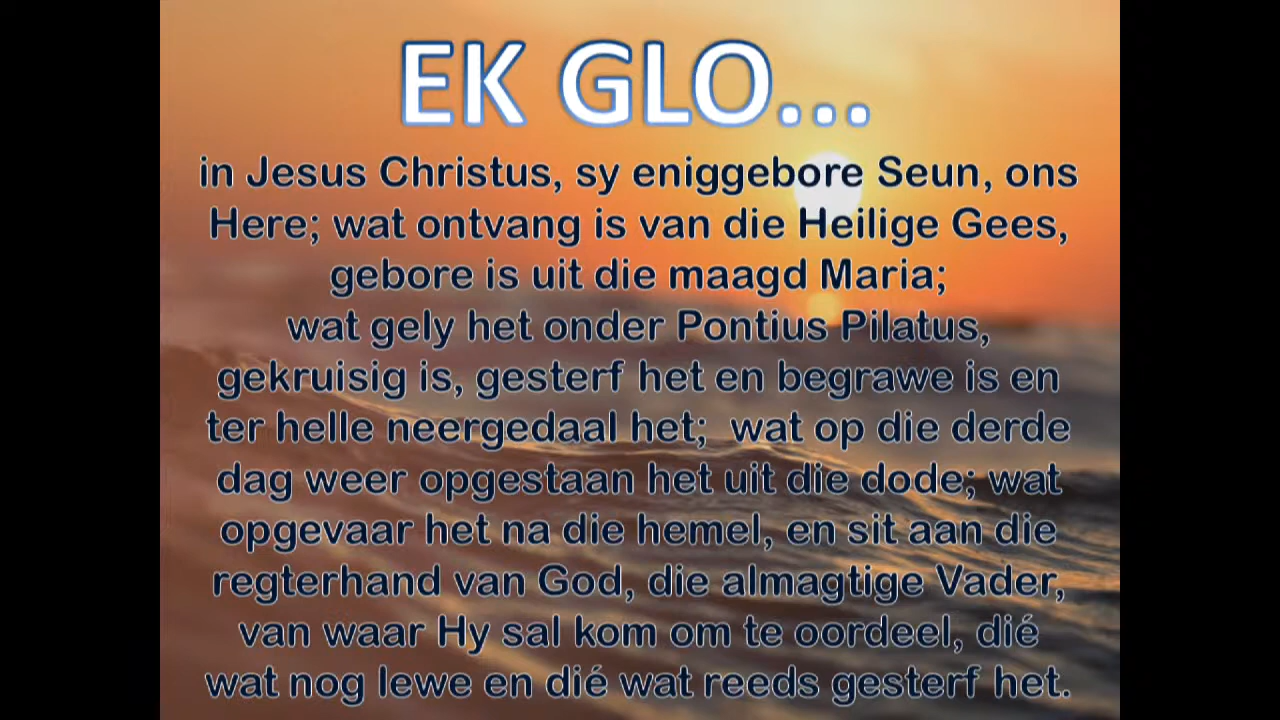 EK GLO...
in Jesus Christus, sy eniggebore Seun, ons
Here; wat ontvang is van die Heilige Gees,
gebore is uit die maagd Maria;
wat gely het onder Pontius Pilatus,
gekruisig is, gesterf het en begrawe is en
ter helle neergedaal het;  wat op die derde
dag weer opgestaan het uit die dode; wat
opgevaar het na die hemel, en sit aan die
regterhand van God, die almagtige Vader,
van waar Hy sal kom om te oordeel, dié
wat nog lewe en dié wat reeds gesterf het.